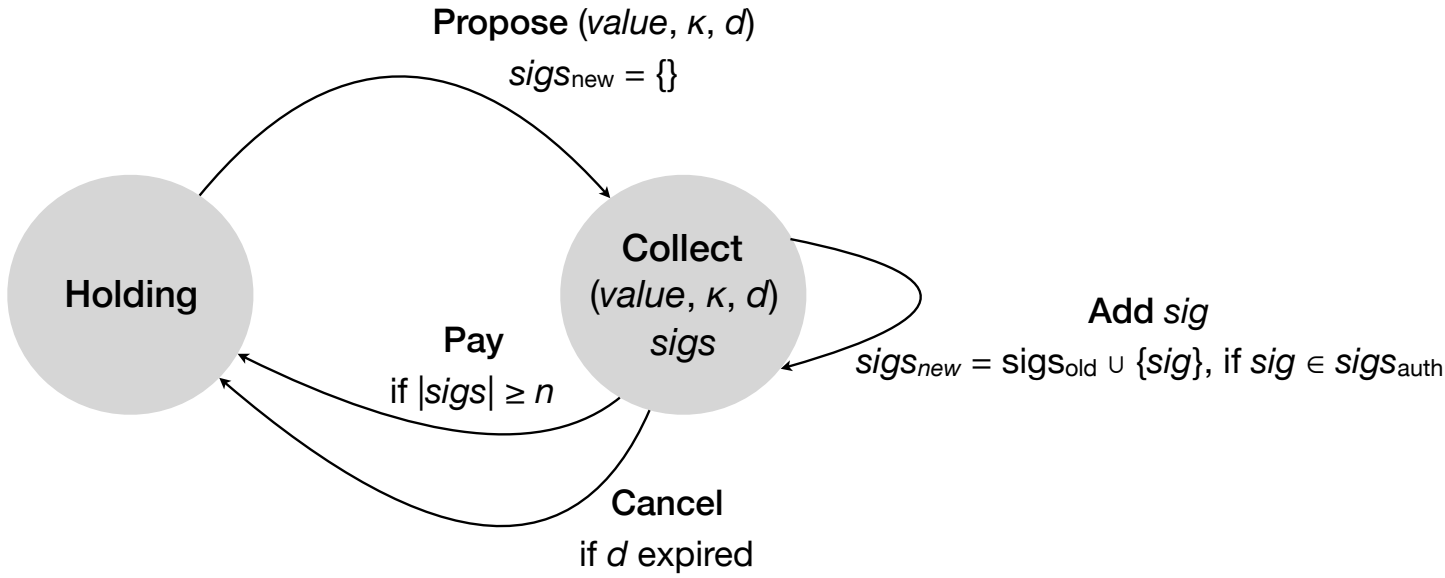 Propose (value, κ, d)
sigsnew = {}
Holding
Collect
(value, κ, d)
sigs
Add sig
sigsnew = sigsold ∪ {sig}, if sig ∈ sigsauth
Pay
if |sigs| ≥ n
Cancel
if d expired